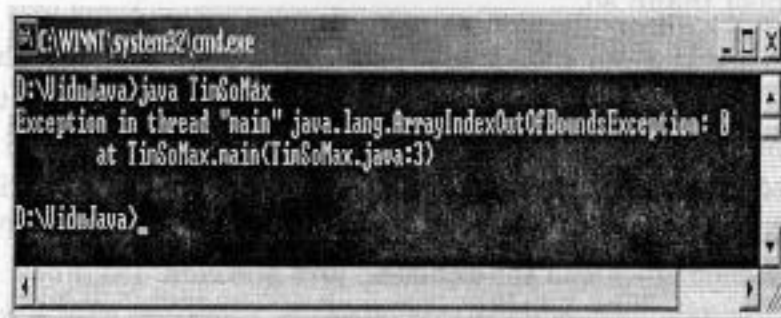 C:\WINNT\system32\cmd.exe
D:\ViduJava>java TimSoMax
Exception in thread "main" java.lang.ArrayIndexOutOfBoundsException: 0
at TimSoMax.main(TimSoMax.java:3)
D:\ViduJava>_